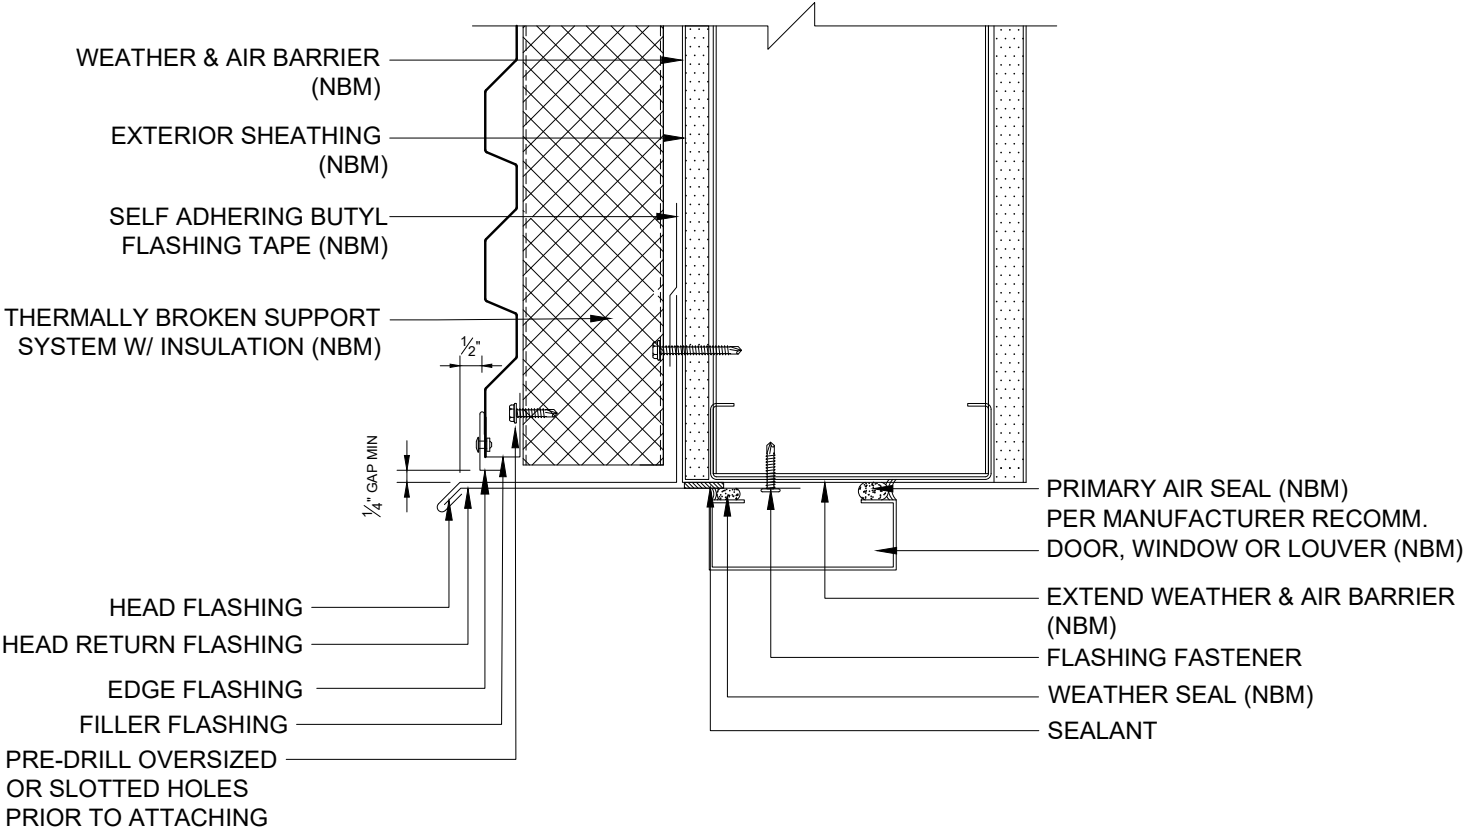 WEATHER & AIR BARRIER
(NBM)
EXTERIOR SHEATHING
(NBM)
SELF ADHERING BUTYL
FLASHING TAPE (NBM)
THERMALLY BROKEN SUPPORT
SYSTEM W/ INSULATION (NBM)
1/2"
1/4" GAP MIN
HEAD FLASHING
HEAD RETURN FLASHING
EDGE FLASHING
FILLER FLASHING
PRE-DRILL OVERSIZED
OR SLOTTED HOLES
PRIOR TO ATTACHING
PRIMARY AIR SEAL (NBM)
PER MANUFACTURER RECOMM.
DOOR, WINDOW OR LOUVER (NBM)
EXTEND WEATHER & AIR BARRIER
(NBM)
FLASHING FASTENER
WEATHER SEAL (NBM)
SEALANT